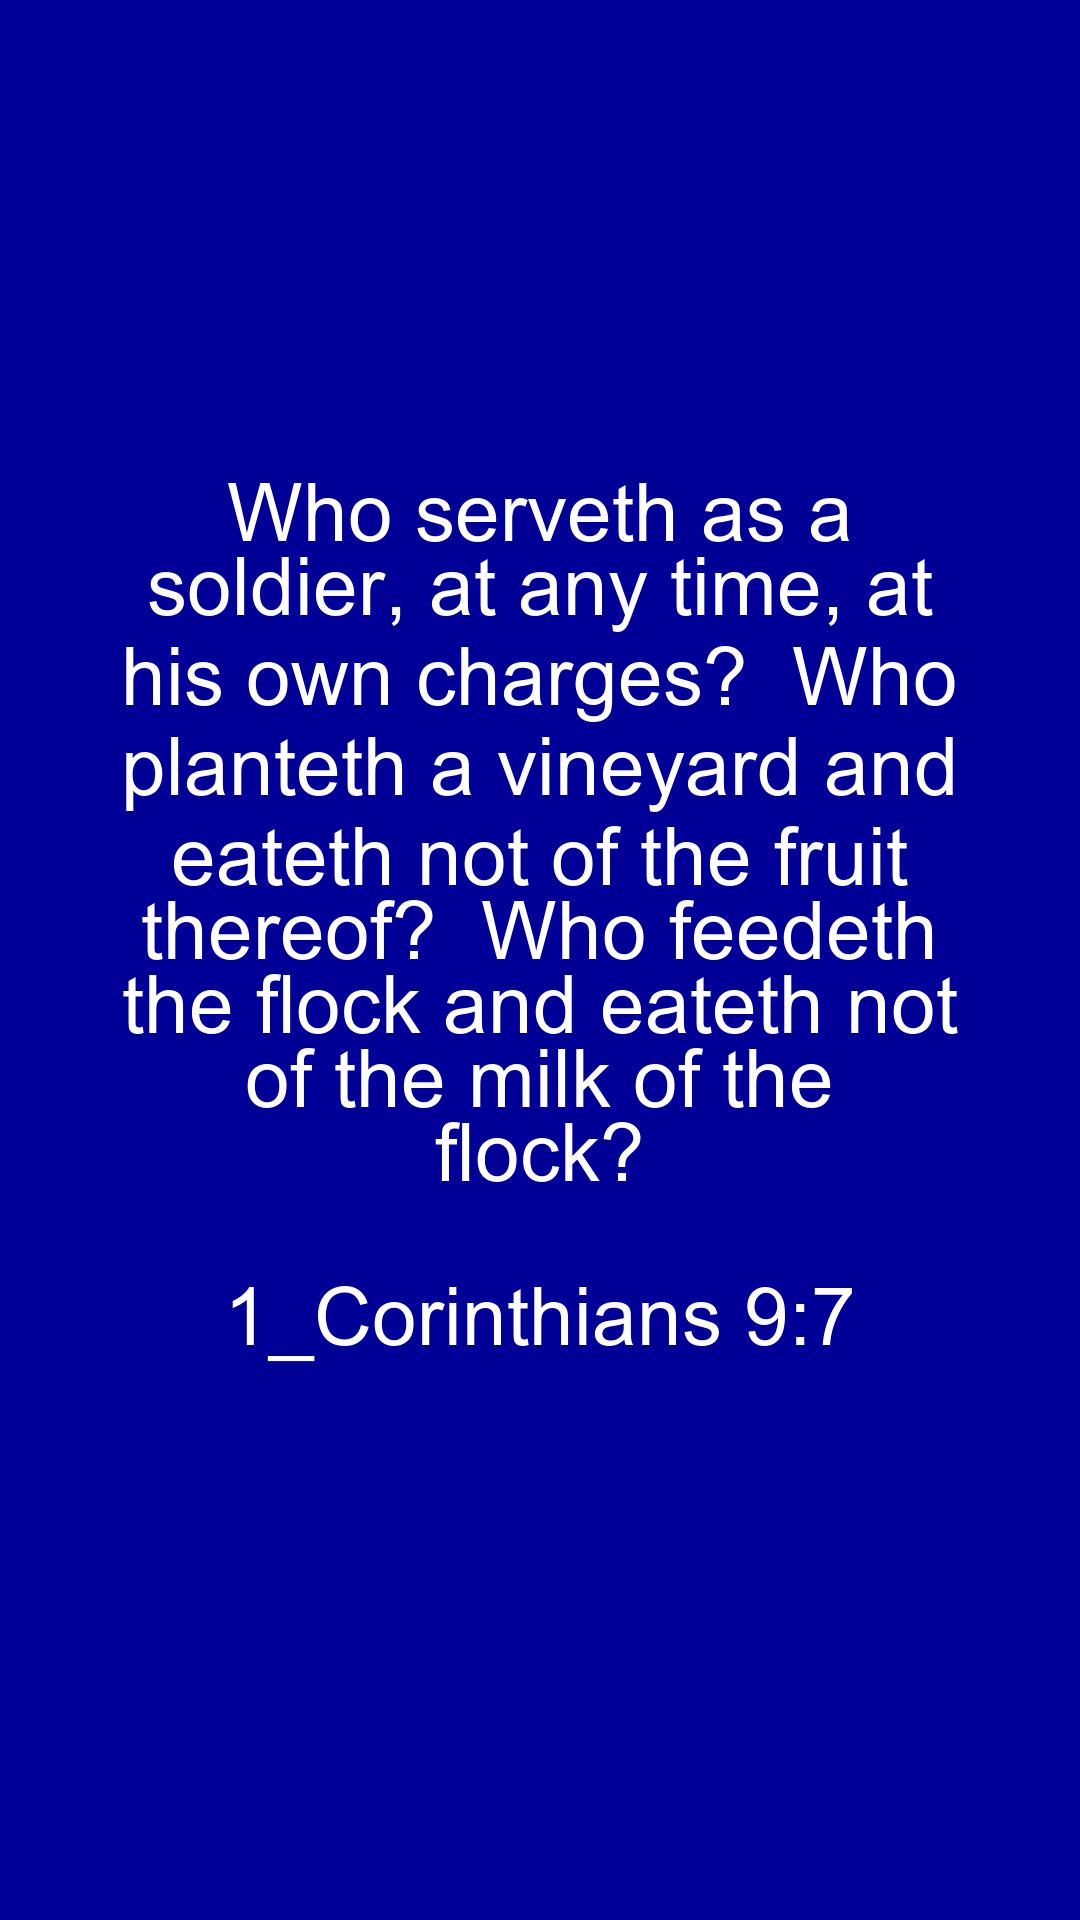 Who serveth as a
soldier, at any time, at
his own charges?  Who
planteth a vineyard and
eateth not of the fruit
thereof?  Who feedeth
the flock and eateth not
of the milk of the
flock?
1_Corinthians 9:7